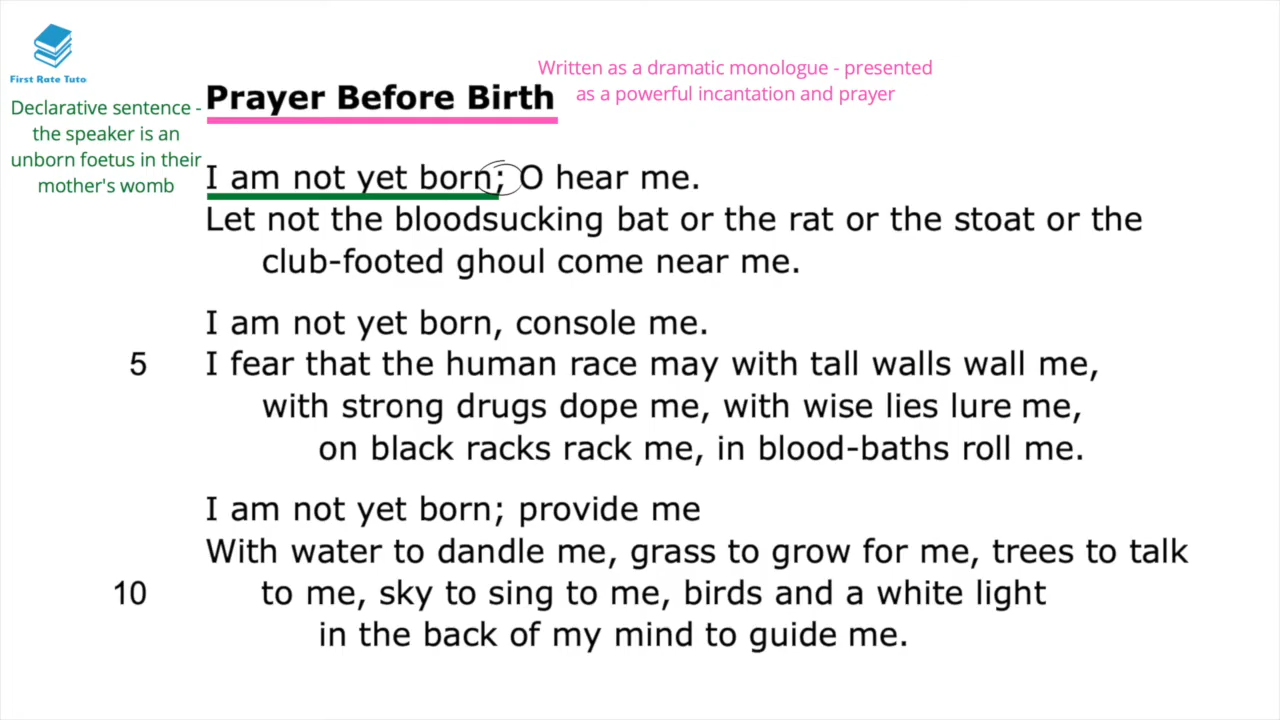 First Rate Tuto
Written as a dramatic monologue - presented
as a powerful incantation and prayer
Prayer Before Birth
Declarative sentence -
the speaker is an
unborn foetus in their
mother's womb
I am not yet born; O hear me.
Let not the bloodsucking bat or the rat or the stoat or the
club-footed ghoul come near me.
I am not yet born, console me.
5 I fear that the human race may with tall walls wall me,
with strong drugs dope me, with wise lies lure me,
on black racks rack me, in blood-baths roll me.
I am not yet born; provide me
With water to dandle me, grass to grow for me, trees to talk
10 to me, sky to sing to me, birds and a white light
in the back of my mind to guide me.